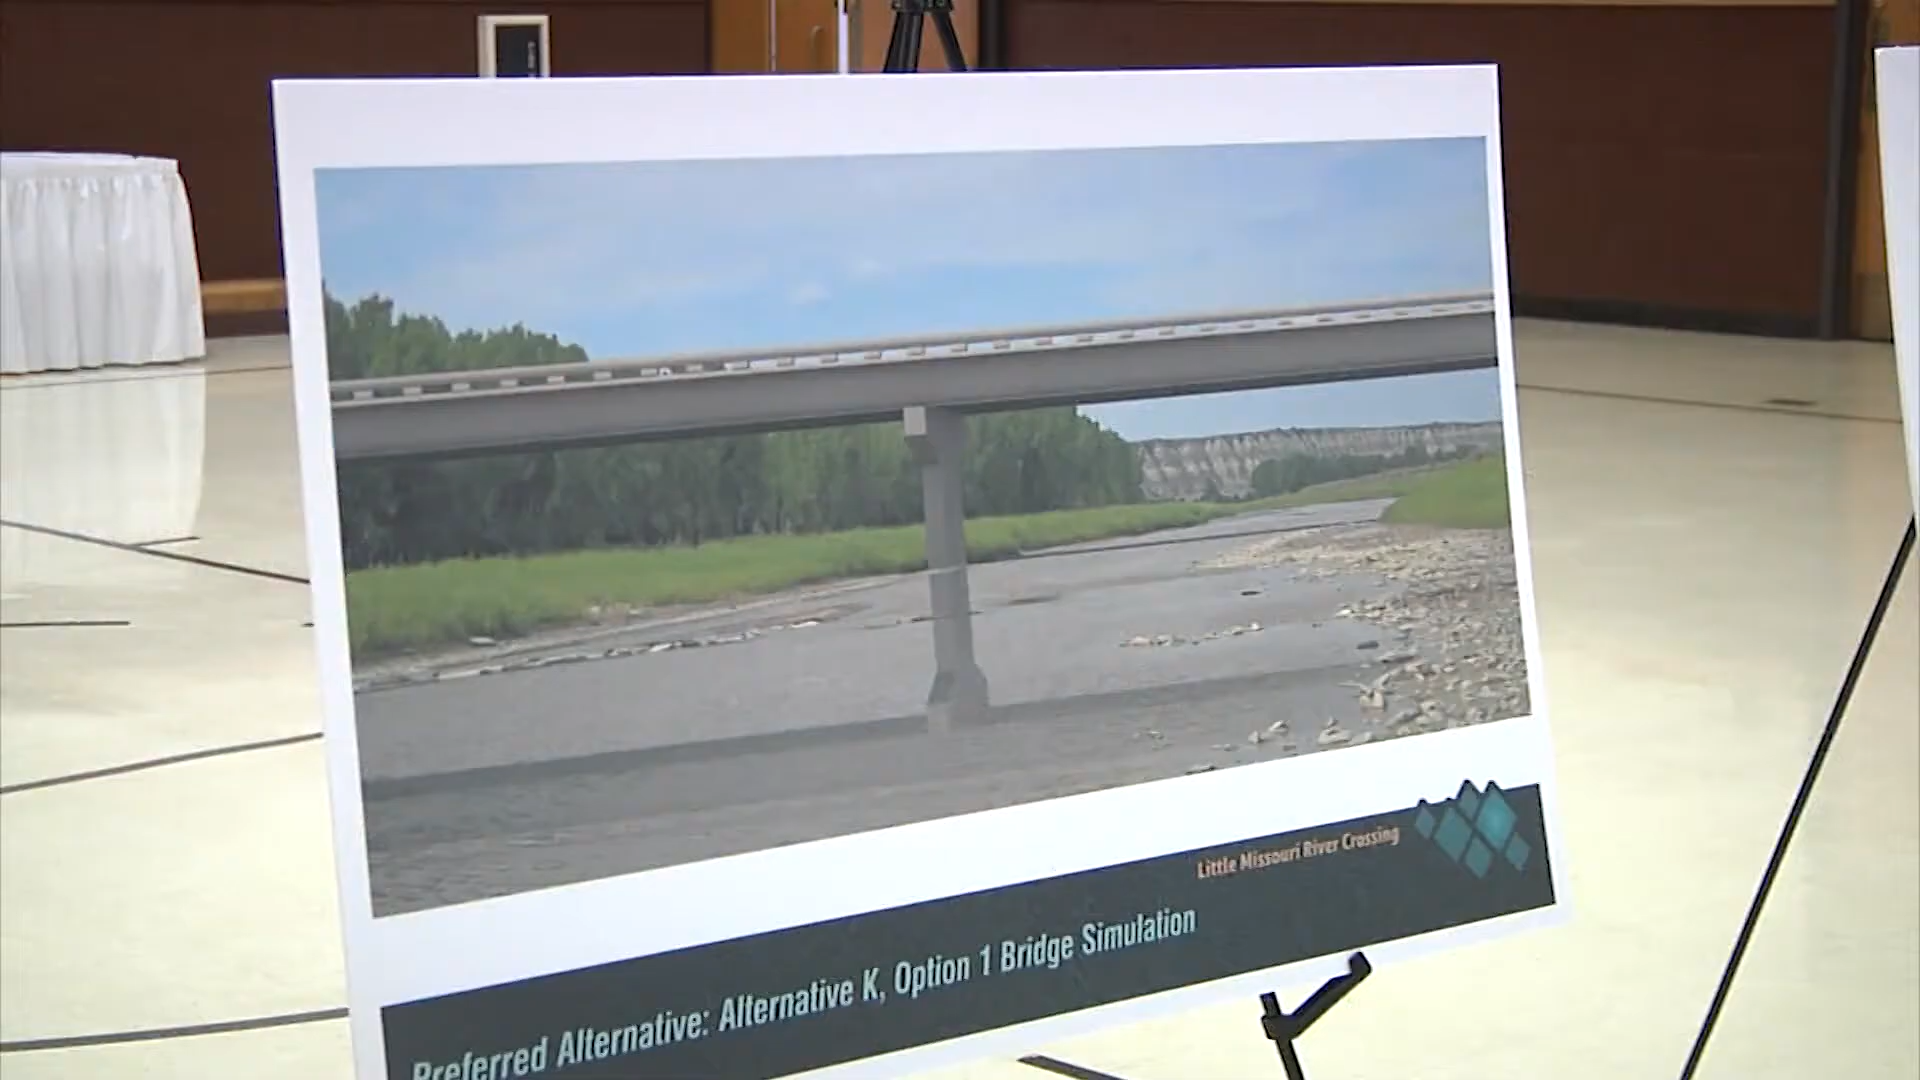 Little Missouri River Crossing
Preferred Alternative: Alternative K, Option 1 Bridge Simulation